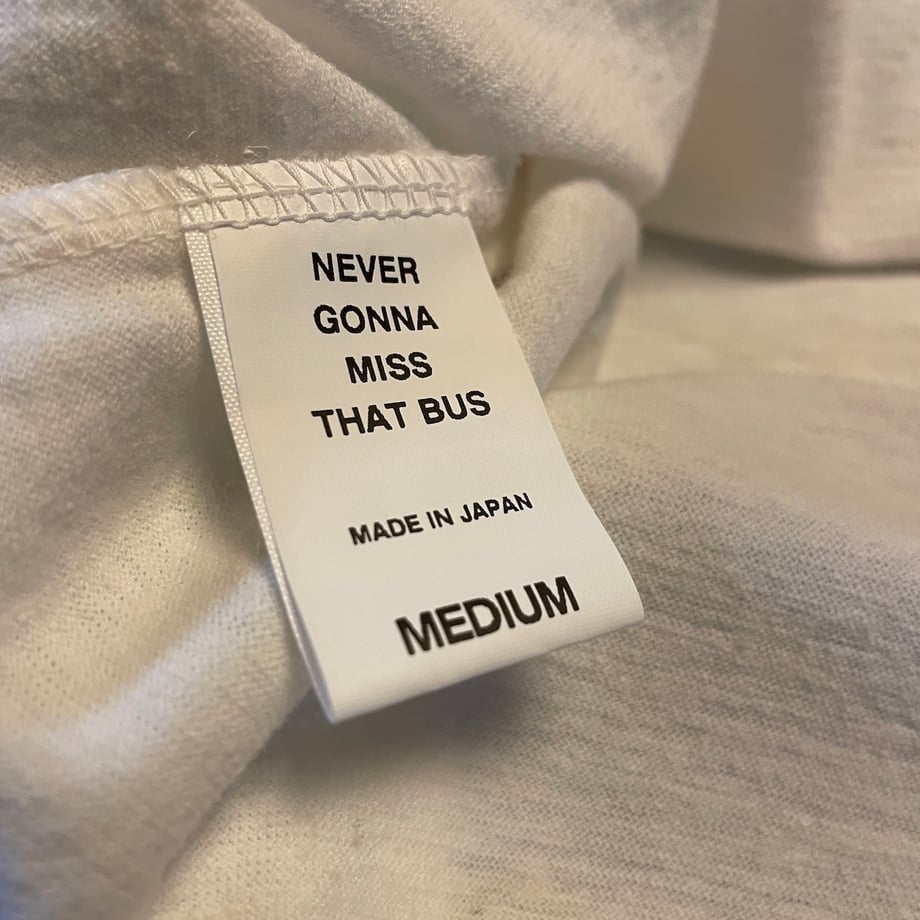 NEVER
GONNA
MISS
THAT BUS
MADE IN JAPAN
MEDIUM